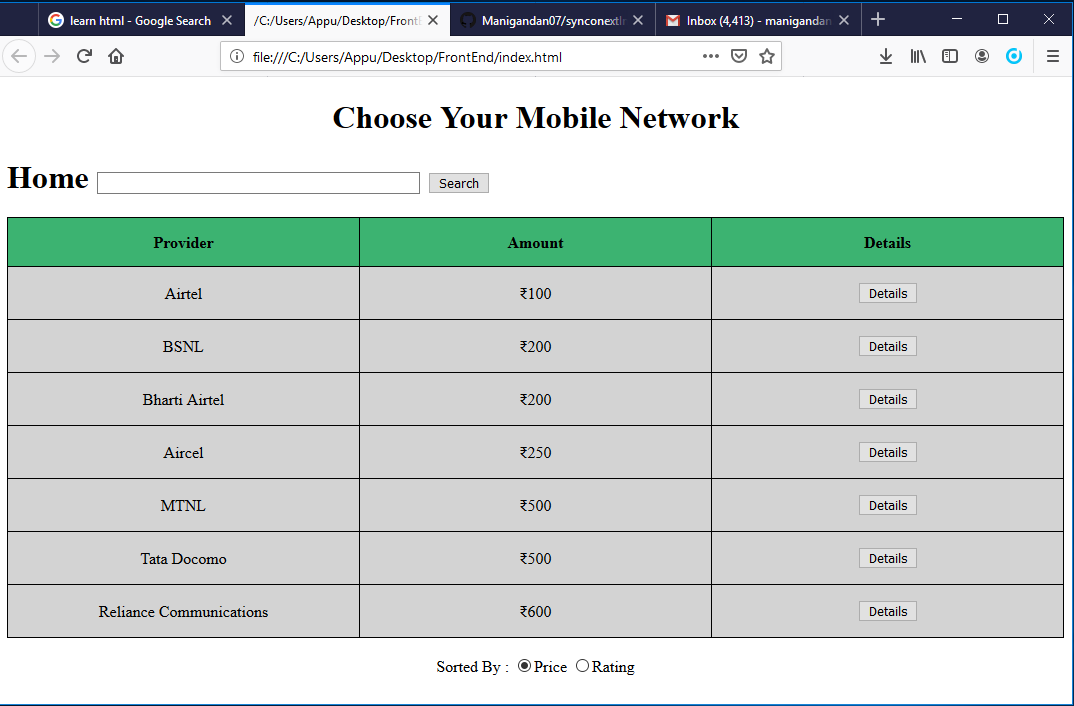 learn html - Google Search /C:/Users/Appu/Desktop/Front Manigandan07/synconext Inbox (4,413) - manigandan
file:///C:/Users/Appu/Desktop/FrontEnd/index.html
Choose Your Mobile Network
Home Search
Provider Amount Details
Airtel ₹100 Details
BSNL ₹200 Details
Bharti Airtel ₹200 Details
Aircel ₹250 Details
MTNL ₹500 Details
Tata Docomo ₹500 Details
Reliance Communications ₹600 Details
Sorted By : Price Rating